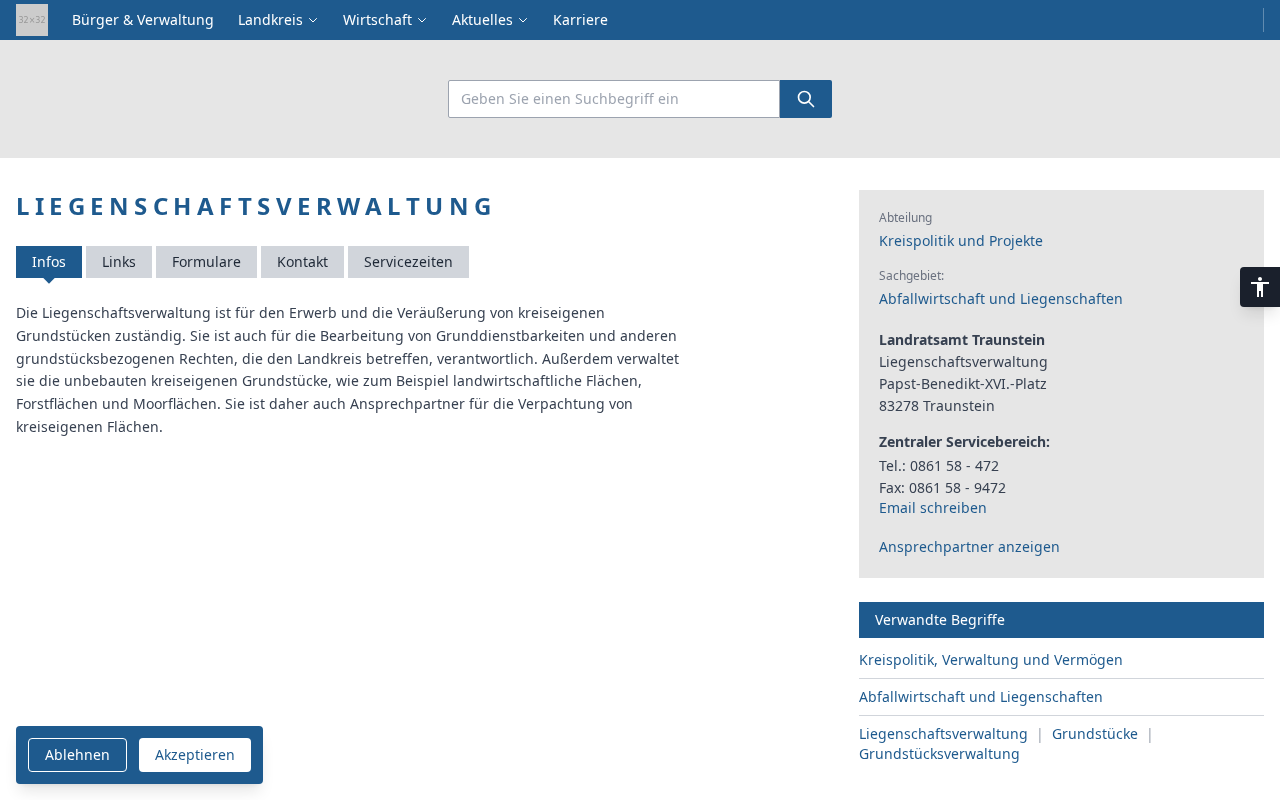 32×32
Bürger & Verwaltung
Landkreis
Wirtschaft
Aktuelles
Karriere
Geben Sie einen Suchbegriff ein
LIEGENSCHAFTSVERWALTUNG
Infos
Links
Formulare
Kontakt
Servicezeiten
Die Liegenschaftsverwaltung ist für den Erwerb und die Veräußerung von kreiseigenen
Grundstücken zuständig. Sie ist auch für die Bearbeitung von Grunddienstbarkeiten und anderen
grundstücksbezogenen Rechten, die den Landkreis betreffen, verantwortlich. Außerdem verwaltet
sie die unbebauten kreiseigenen Grundstücke, wie zum Beispiel landwirtschaftliche Flächen,
Forstflächen und Moorflächen. Sie ist daher auch Ansprechpartner für die Verpachtung von
kreiseigenen Flächen.
Abteilung
Kreispolitik und Projekte
Sachgebiet:
Abfallwirtschaft und Liegenschaften
Landratsamt Traunstein
Liegenschaftsverwaltung
Papst-Benedikt-XVI.-Platz
83278 Traunstein
Zentraler Servicebereich:
Tel.: 0861 58 - 472
Fax: 0861 58 - 9472
Email schreiben
Ansprechpartner anzeigen
Verwandte Begriffe
Kreispolitik, Verwaltung und Vermögen
Abfallwirtschaft und Liegenschaften
Liegenschaftsverwaltung | Grundstücke |
Grundstücksverwaltung
Ablehnen
Akzeptieren